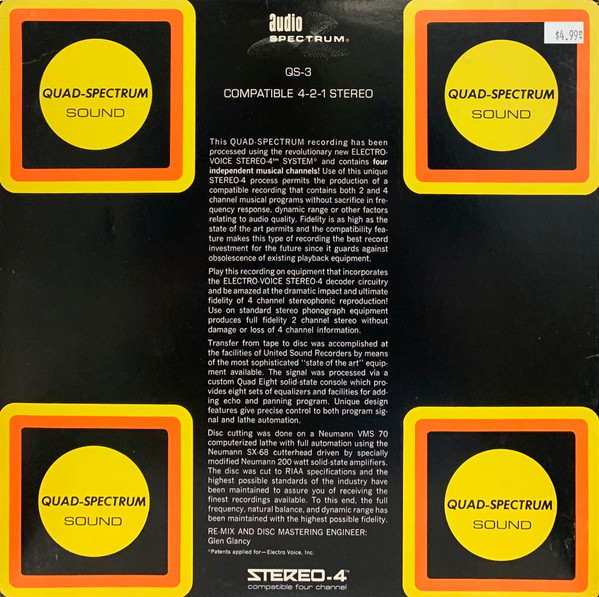 audio
SPECTRUM®
$4.99
QS-3
COMPATIBLE 4-2-1 STEREO
QUAD-SPECTRUM
SOUND
QUAD-SPECTRUM
SOUND
This QUAD-SPECTRUM recording has been
processed using the revolutionary new ELECTRO-
VOICE STEREO-4tm SYSTEM* and contains four
independent musical channels! Use of this unique
STEREO-4 process permits the production of a
compatible recording that contains both 2 and 4
channel musical programs without sacrifice in fre-
quency response, dynamic range or other factors
relating to audio quality. Fidelity is as high as the
state of the art permits and the compatibility fea-
ture makes this type of recording the best record
investment for the future since it guards against
obsolescence of existing playback equipment.
Play this recording on equipment that incorporates
the ELECTRO-VOICE STEREO-4 decoder circuitry
and be amazed at the dramatic impact and ultimate
fidelity of 4 channel stereophonic reproduction!
Use on standard stereo phonograph equipment
produces full fidelity 2 channel stereo without
damage or loss of 4 channel information.
Transfer from tape to disc was accomplished at
the facilities of United Sound Recorders by means
of the most sophisticated "state of the art" equip-
ment available. The signal was processed via a
custom Quad Eight solid-state console which pro-
vides eight sets of equalizers and facilities for add-
ing echo and panning program. Unique design
features give precise control to both program sig-
nal and lathe automation.
Disc cutting was done on a Neumann VMS 70
computerized lathe with full automation using the
Neumann SX-68 cutterhead driven by specially
modified Neumann 200 watt solid-state amplifiers.
The disc was cut to RIAA specifications and the
highest possible standards of the industry have
been maintained to assure you of receiving the
finest recordings available. To this end, the full
frequency, natural balance, and dynamic range has
been maintained with the highest possible fidelity.
RE-MIX AND DISC MASTERING ENGINEER:
Glen Glancy
*Patents applied for—Electro Voice, Inc.
QUAD-SPECTRUM
SOUND
QUAD-SPECTRUM
SOUND
STEREO-4™
compatible four channel